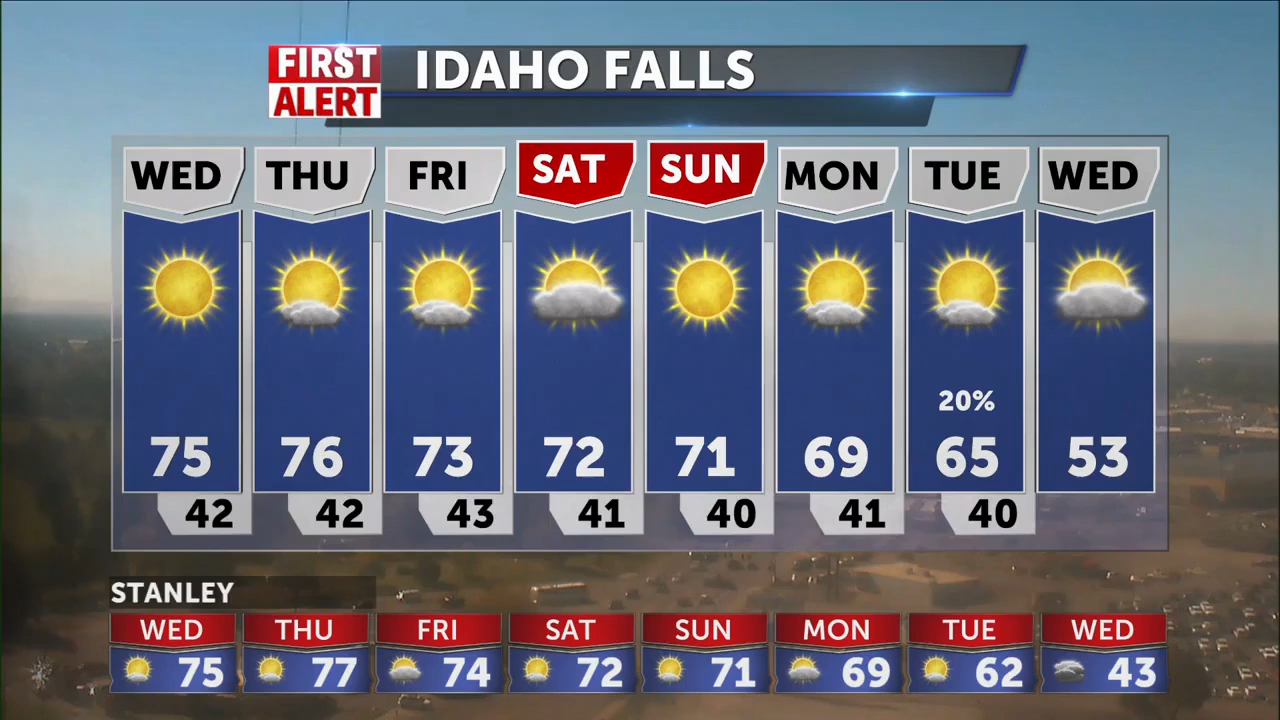 FIRST ALERT
IDAHO FALLS
WED THU FRI SAT SUN MON TUE WED
20%
75 76 73 72 71 69 65 53
42 42 43 41 40 41 40
STANLEY
WED THU FRI SAT SUN MON TUE WED
75 77 74 72 71 69 62 43